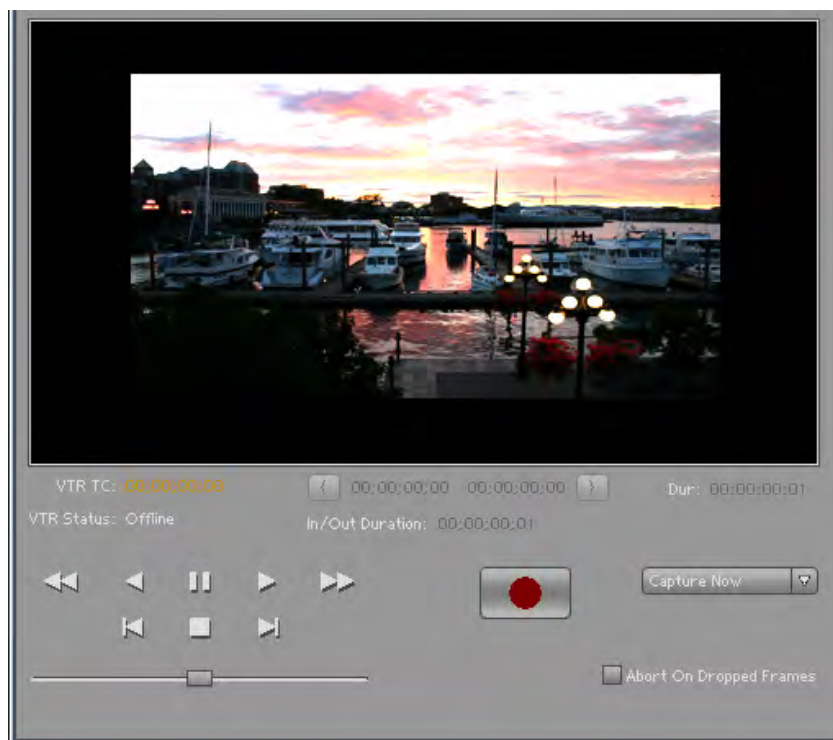 VTR TC: 00;00;00;00
{ 00;00;00;00 00;00;00;00 } Dur: 00:00:00:01
VTR Status: Offline
In/Out Duration: 00;00;00;01
Capture Now
Abort On Dropped Frames